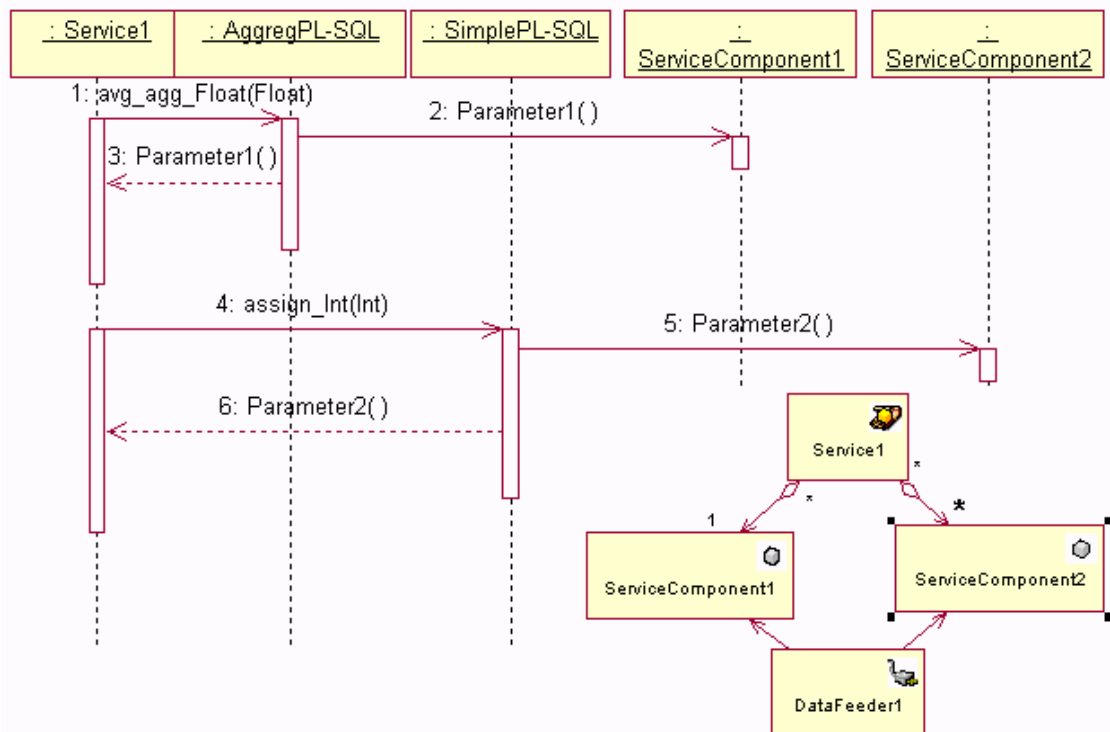 : Service1
: AggregPL-SQL
: SimplePL-SQL
:
ServiceComponent1
:
ServiceComponent2
1: avg_agg_Float(Float)
2: Parameter1( )
3: Parameter1( )
4: assign_Int(Int)
5: Parameter2( )
6: Parameter2( )
Service1
*
*
1
*
ServiceComponent1
ServiceComponent2
DataFeeder1